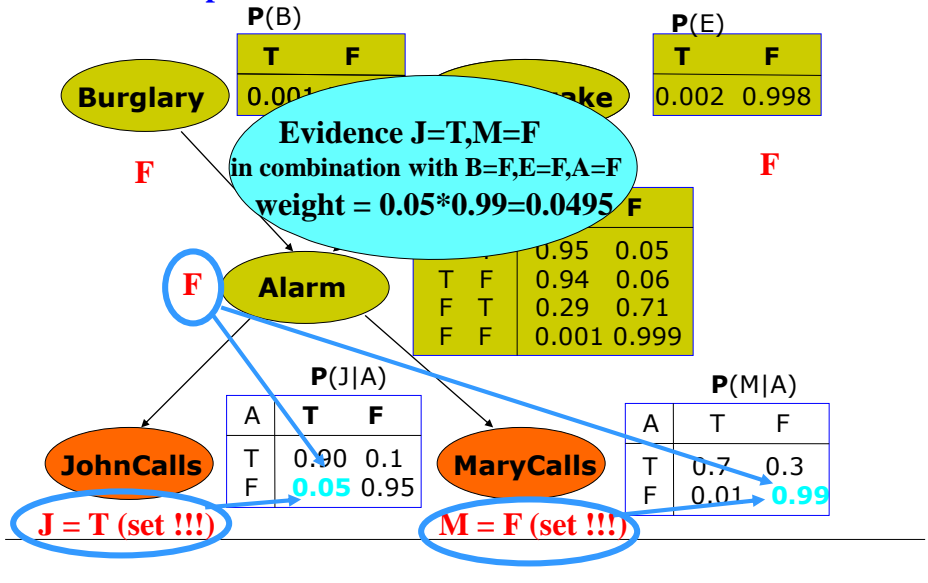 P(B)
P(E)
T F
T F
Burglary
0.001
ake
0.002 0.998
Evidence J=T,M=F
in combination with B=F,E=F,A=F
weight = 0.05*0.99=0.0495
F
F
F
F
Alarm
0.95 0.05
T F 0.94 0.06
F T 0.29 0.71
F F 0.001 0.999
P(J|A)
A T F
T 0.90 0.1
F 0.05 0.95
P(M|A)
A T F
T 0.7 0.3
F 0.01 0.99
JohnCalls
MaryCalls
J = T (set !!!)
M = F (set !!!)